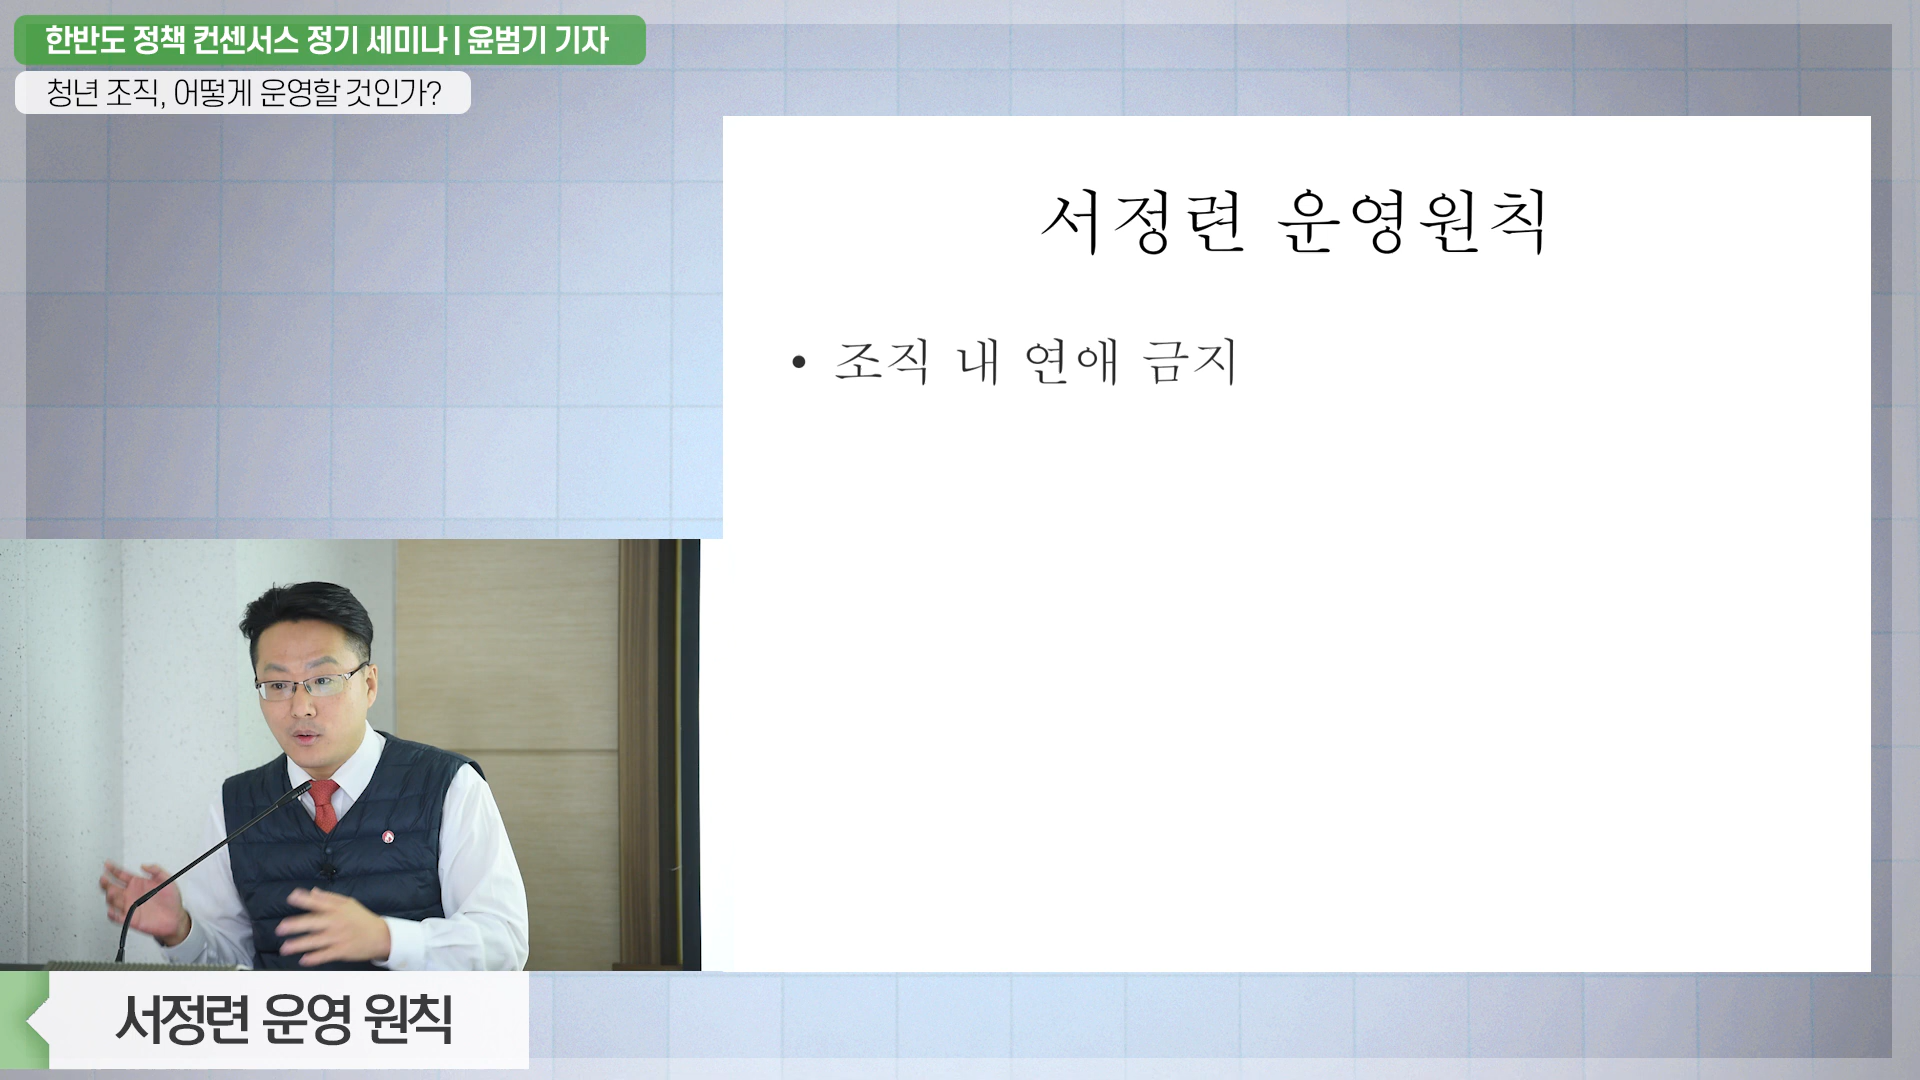 한반도 정책 컨센서스 정기 세미나 | 윤범기 기자
청년 조직, 어떻게 운영할 것인가?
서정련 운영원칙
• 조직 내 연애 금지
서정련 운영 원칙